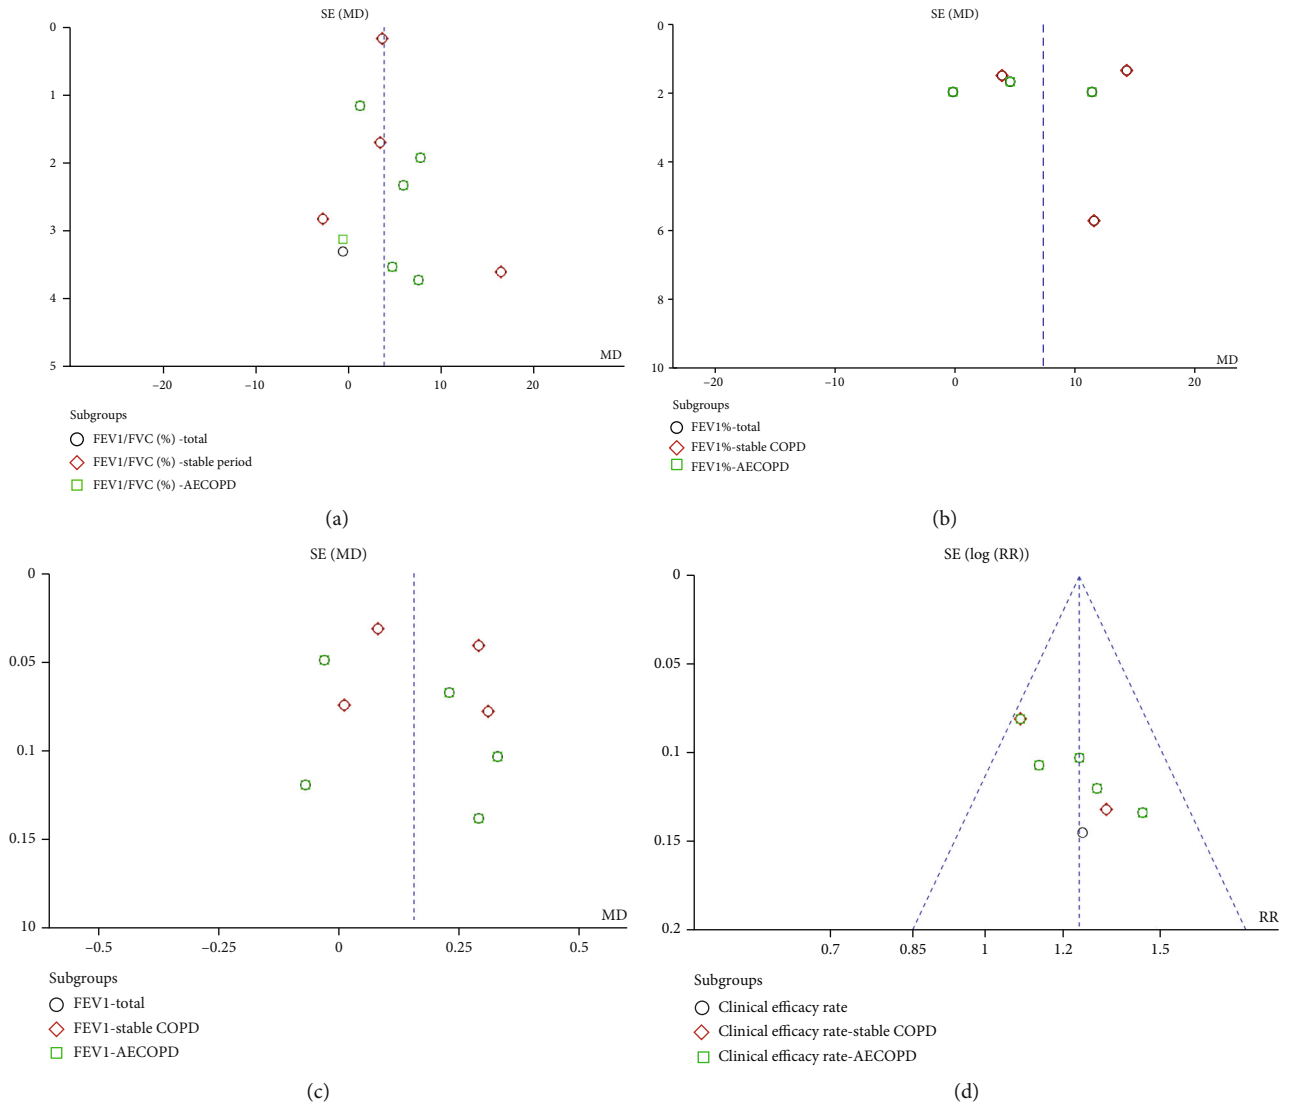 SE (MD)
0
1
2
3
4
5
MD
−20
−10
0
10
20
Subgroups
FEV1/FVC (%) -total
FEV1/FVC (%) -stable period
FEV1/FVC (%) -AECOPD
(a)
SE (MD)
0
2
4
6
8
10
MD
−20
−10
0
10
20
Subgroups
FEV1%-total
FEV1%-stable COPD
FEV1%-AECOPD
(b)
SE (MD)
0
0.05
0.1
0.15
10
MD
−0.5
−0.25
0
0.25
0.5
Subgroups
FEV1-total
FEV1-stable COPD
FEV1-AECOPD
(c)
SE (log (RR))
0
0.05
0.1
0.15
0.2
RR
0.7
0.85
1
1.2
1.5
Subgroups
Clinical efficacy rate
Clinical efficacy rate-stable COPD
Clinical efficacy rate-AECOPD
(d)